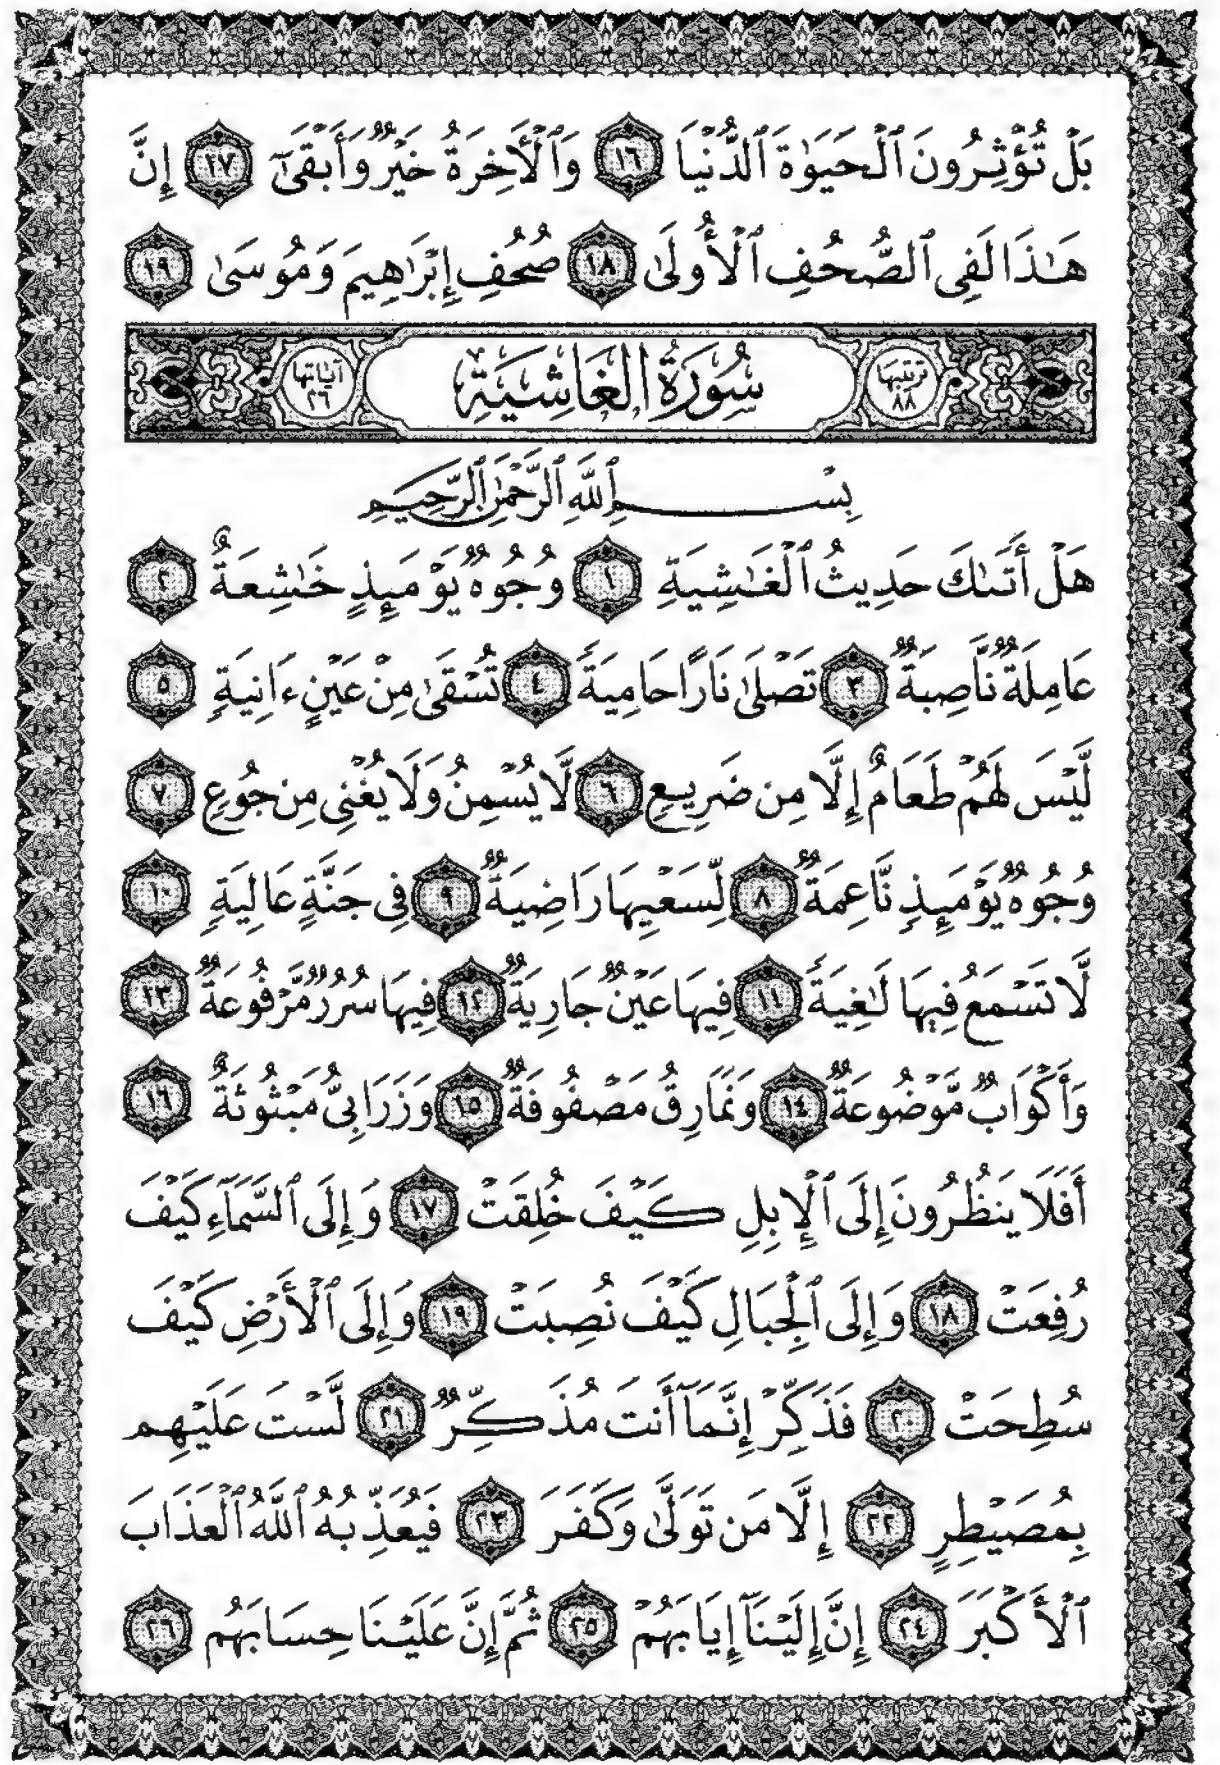 بَلْ تُؤْثِرُونَ ٱلْحَيَوٰةَ ٱلدُّنْيَا ١٦ وَٱلْأَخِرَةُ خَيْرٌ وَأَبْقَىٰٓ ١٧ إِنَّ
هَـٰذَا لَفِى ٱلصُّحُفِ ٱلْأُولَىٰ ١٨ صُحُفِ إِبْرَٰهِيمَ وَمُوسَىٰ ١٩
ترتيبها ٨٨ سُورَةُ الغَاشِيَةِ آياتها ٢٦
بِسْمِ ٱللَّهِ ٱلرَّحْمَٰنِ ٱلرَّحِيمِ
هَلْ أَتَىٰكَ حَدِيثُ ٱلْغَـٰشِيَةِ ١ وُجُوهٌ يَوْمَئِذٍ خَـٰشِعَةٌ ٢
عَامِلَةٌ نَّاصِبَةٌ ٣ تَصْلَىٰ نَارًا حَامِيَةً ٤ تُسْقَىٰ مِنْ عَيْنٍ ءَانِيَةٍ ٥
لَّيْسَ لَهُمْ طَعَامٌ إِلَّا مِن ضَرِيعٍ ٦ لَّا يُسْمِنُ وَلَا يُغْنِى مِن جُوعٍ ٧
وُجُوهٌ يَوْمَئِذٍ نَّاعِمَةٌ ٨ لِّسَعْيِهَا رَاضِيَةٌ ٩ فِى جَنَّةٍ عَالِيَةٍ ١٠
لَّا تَسْمَعُ فِيهَا لَـٰغِيَةً ١١ فِيهَا عَيْنٌ جَارِيَةٌ ١٢ فِيهَا سُرُرٌ مَّرْفُوعَةٌ ١٣
وَأَكْوَابٌ مَّوْضُوعَةٌ ١٤ وَنَمَارِقُ مَصْفُوفَةٌ ١٥ وَزَرَابِىُّ مَبْثُوثَةٌ ١٦
أَفَلَا يَنظُرُونَ إِلَى ٱلْإِبِلِ كَيْفَ خُلِقَتْ ١٧ وَإِلَى ٱلسَّمَآءِ كَيْفَ
رُفِعَتْ ١٨ وَإِلَى ٱلْجِبَالِ كَيْفَ نُصِبَتْ ١٩ وَإِلَى ٱلْأَرْضِ كَيْفَ
سُطِحَتْ ٢٠ فَذَكِّرْ إِنَّمَآ أَنتَ مُذَكِّرٌ ٢١ لَّسْتَ عَلَيْهِم
بِمُصَيْطِرٍ ٢٢ إِلَّا مَن تَوَلَّىٰ وَكَفَرَ ٢٣ فَيُعَذِّبُهُ ٱللَّهُ ٱلْعَذَابَ
ٱلْأَكْبَرَ ٢٤ إِنَّ إِلَيْنَآ إِيَابَهُمْ ٢٥ ثُمَّ إِنَّ عَلَيْنَا حِسَابَهُم ٢٦